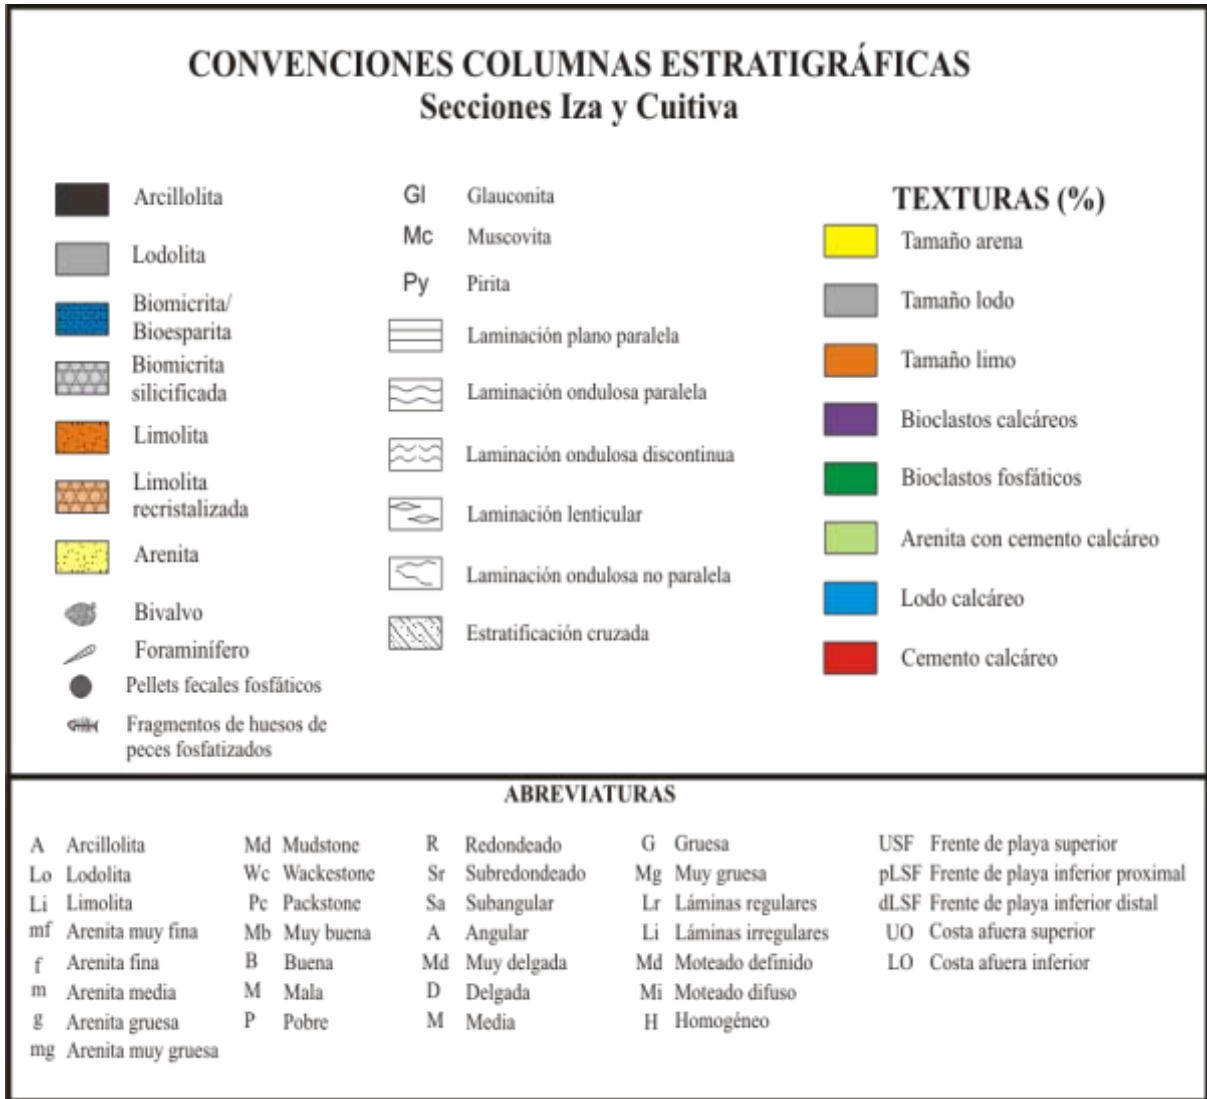 CONVENCIONES COLUMNAS ESTRATIGRÁFICAS
Secciones Iza y Cuitiva
Arcillolita
Lodolita
Biomicrita/
Bioesparita
Biomicrita
silicificada
Limolita
Limolita
recristalizada
Arenita
Bivalvo
Foraminífero
Pellets fecales fosfáticos
Fragmentos de huesos de
peces fosfatizados
Gl Glauconita
Mc Muscovita
Py Pirita
Laminación plano paralela
Laminación ondulosa paralela
Laminación ondulosa discontinua
Laminación lenticular
Laminación ondulosa no paralela
Estratificación cruzada
TEXTURAS (%)
Tamaño arena
Tamaño lodo
Tamaño limo
Bioclastos calcáreos
Bioclastos fosfáticos
Arenita con cemento calcáreo
Lodo calcáreo
Cemento calcáreo
ABREVIATURAS
A Arcillolita
Lo Lodolita
Li Limolita
mf Arenita muy fina
f Arenita fina
m Arenita media
g Arenita gruesa
mg Arenita muy gruesa
Md Mudstone
Wc Wackestone
Pc Packstone
Mb Muy buena
B Buena
M Mala
P Pobre
R Redondeado
Sr Subredondeado
Sa Subangular
A Angular
Md Muy delgada
D Delgada
M Media
G Gruesa
Mg Muy gruesa
Lr Láminas regulares
Li Láminas irregulares
Md Moteado definido
Mi Moteado difuso
H Homogéneo
USF Frente de playa superior
pLSF Frente de playa inferior proximal
dLSF Frente de playa inferior distal
UO Costa afuera superior
LO Costa afuera inferior